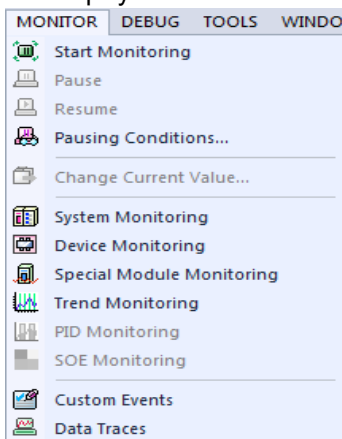 MONITOR DEBUG TOOLS WINDO
Start Monitoring
Pause
Resume
Pausing Conditions...
Change Current Value...
System Monitoring
Device Monitoring
Special Module Monitoring
Trend Monitoring
PID Monitoring
SOE Monitoring
Custom Events
Data Traces